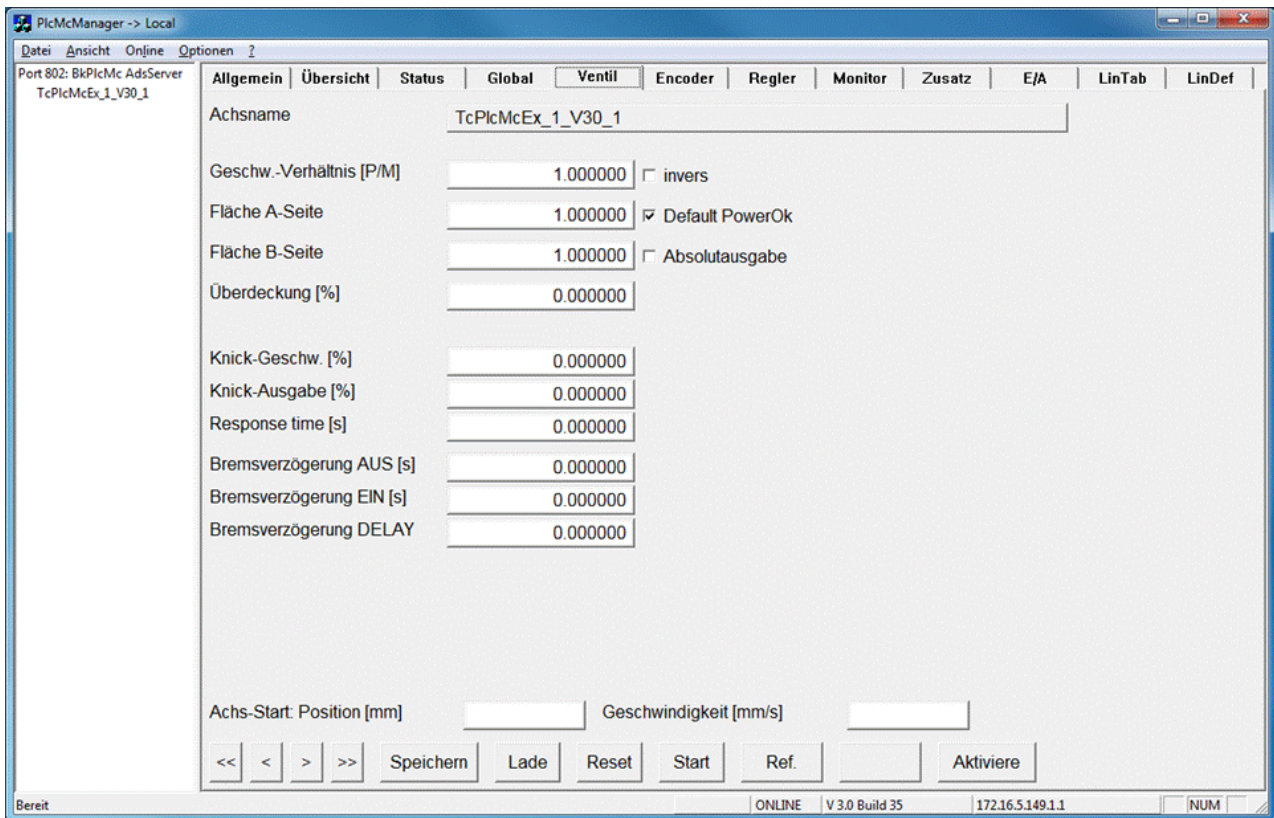 PlcMcManager -> Local
Datei Ansicht Online Optionen ?
Port 802: BkPlcMc AdsServer
TcPlcMcEx_1_V30_1
Allgemein Übersicht Status Global Ventil Encoder Regler Monitor Zusatz E/A LinTab LinDef
Achsname TcPlcMcEx_1_V30_1
Geschw.-Verhältnis [P/M] 1.000000 invers
Fläche A-Seite 1.000000 Default PowerOk
Fläche B-Seite 1.000000 Absolutausgabe
Überdeckung [%] 0.000000
Knick-Geschw. [%] 0.000000
Knick-Ausgabe [%] 0.000000
Response time [s] 0.000000
Bremsverzögerung AUS [s] 0.000000
Bremsverzögerung EIN [s] 0.000000
Bremsverzögerung DELAY 0.000000
Achs-Start: Position [mm] Geschwindigkeit [mm/s]
<< < > >> Speichern Lade Reset Start Ref. Aktiviere
Bereit ONLINE V 3.0 Build 35 172.16.5.149.1.1 NUM